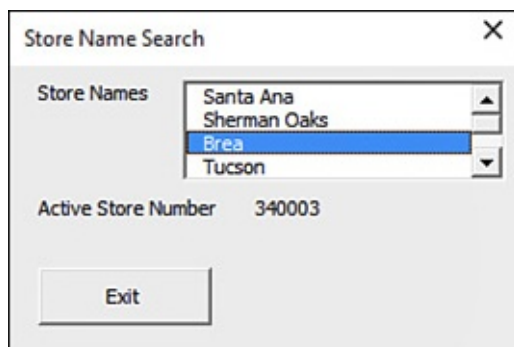 Store Name Search
Store Names
Santa Ana
Sherman Oaks
Brea
Tucson
Active Store Number 340003
Exit